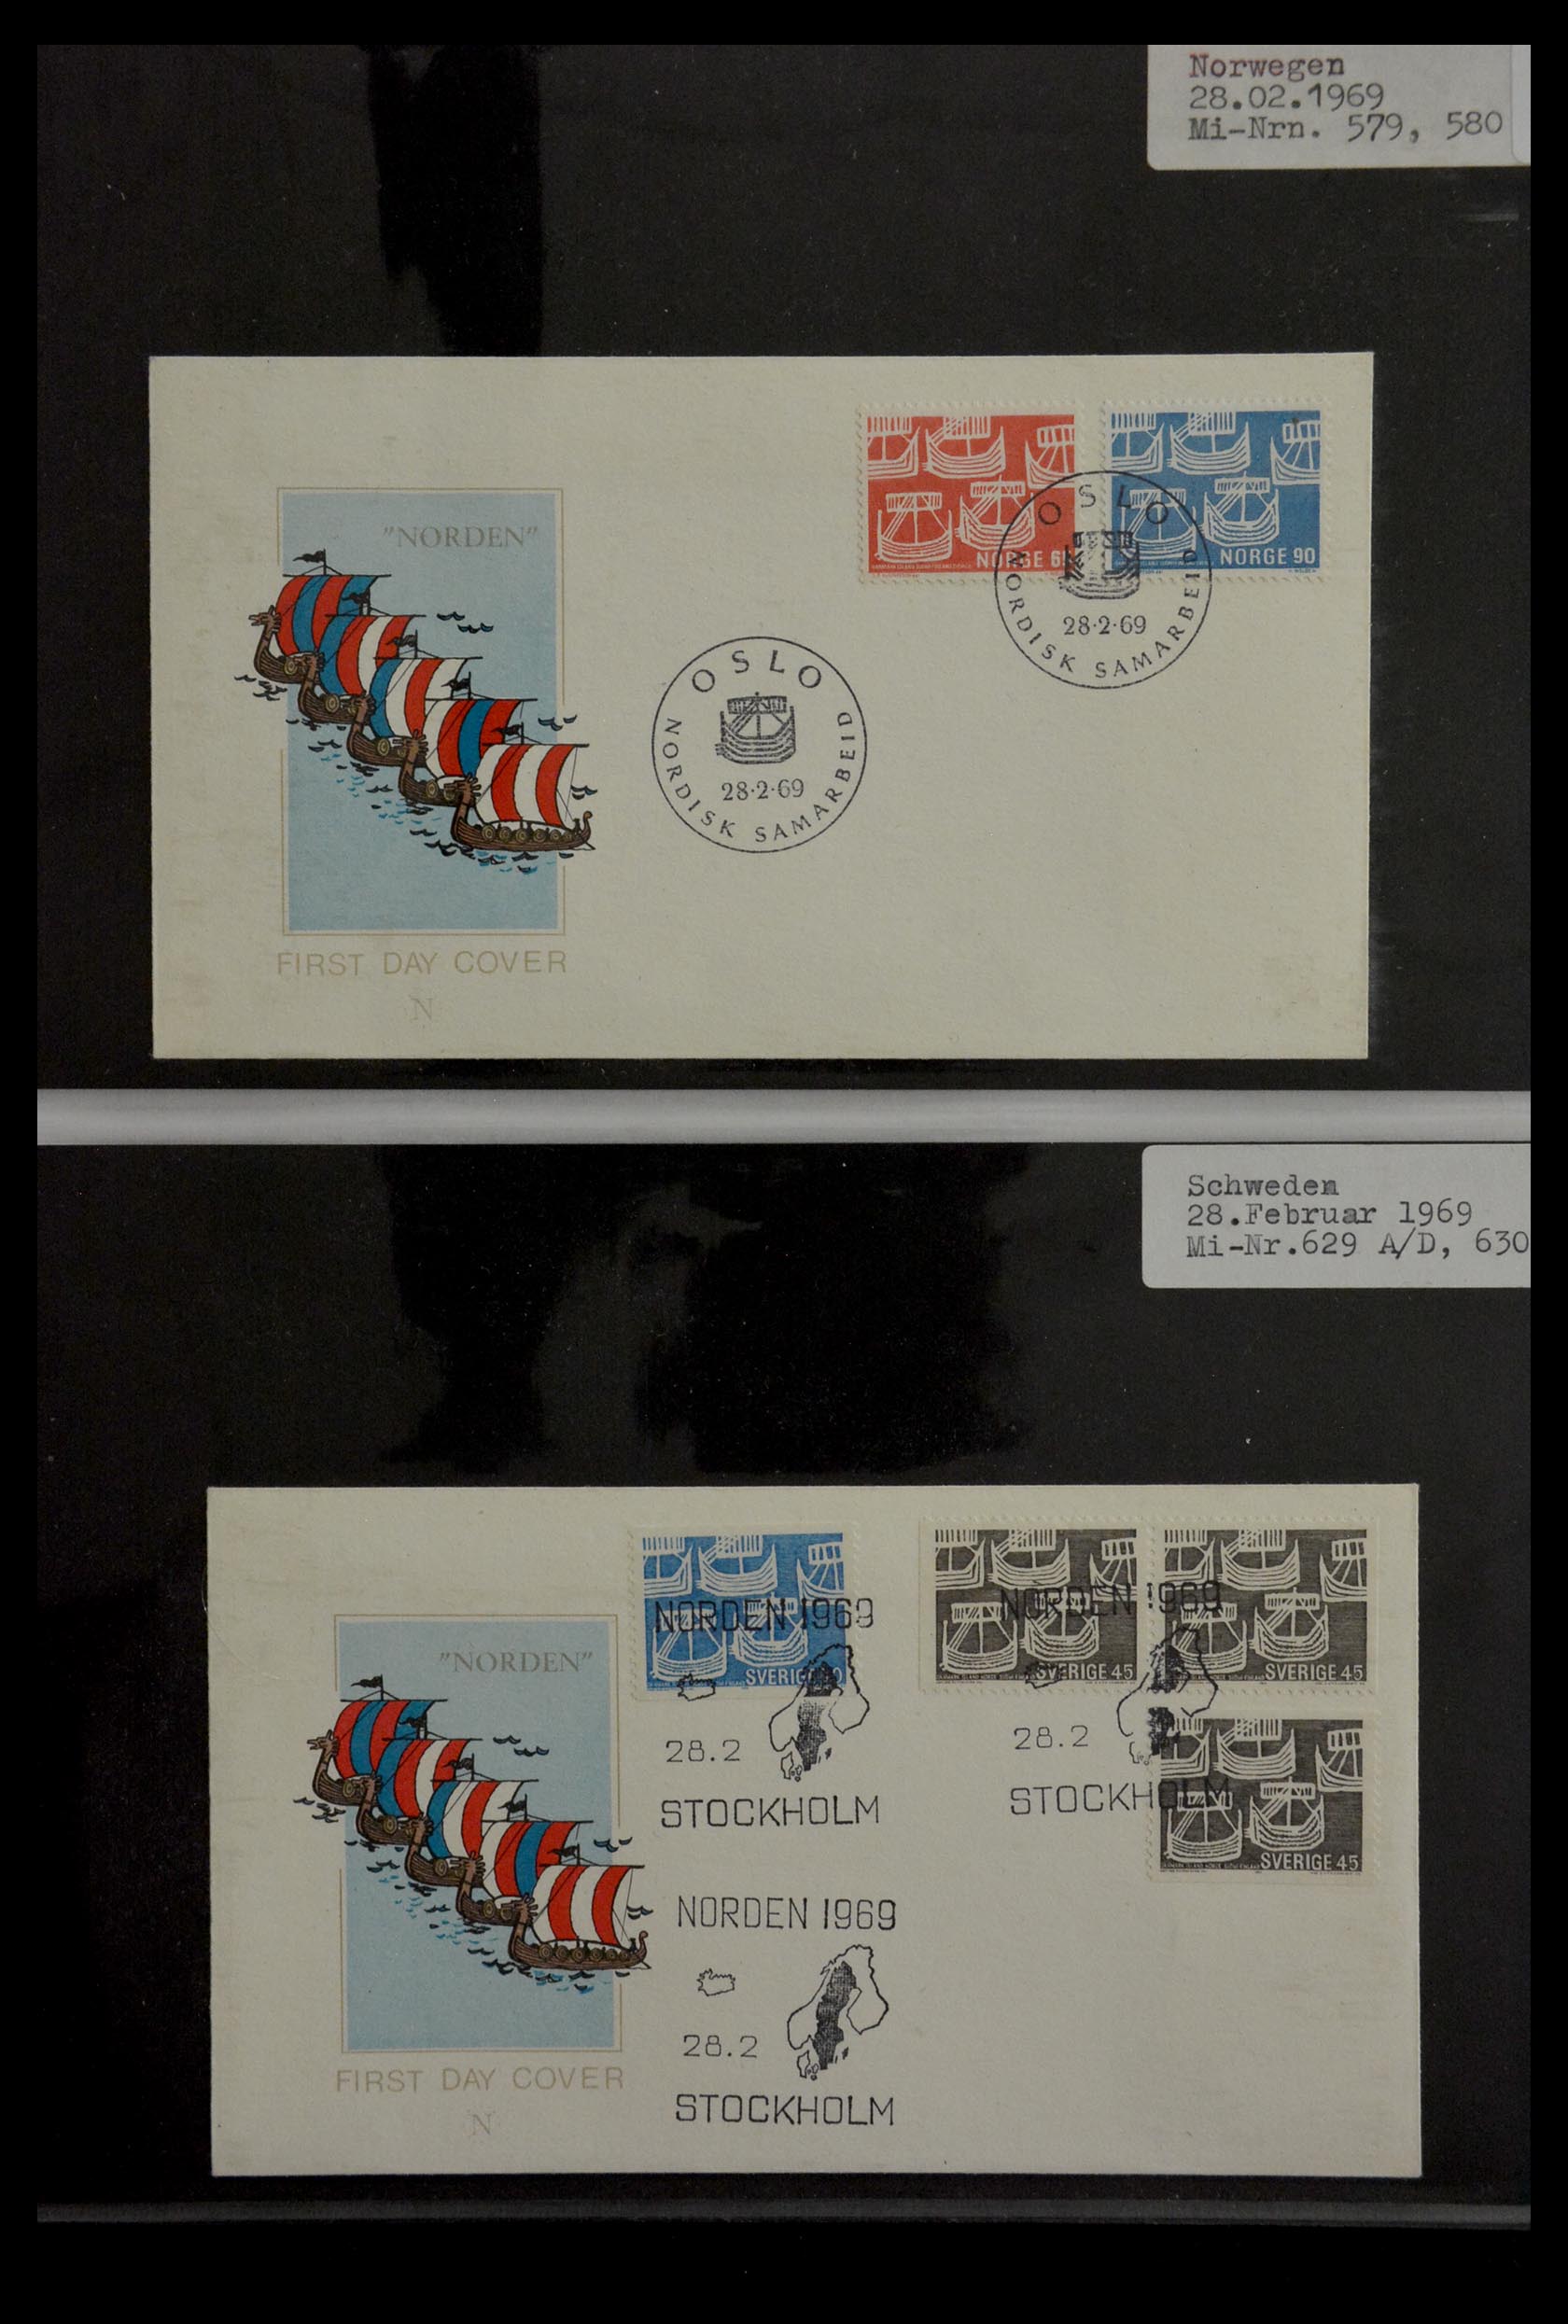 Norwegen
28.02.1969
Mi-Nrn. 579, 580
"NORDEN"
FIRST DAY COVER
N
NORGE
NORGE 90
OSLO
28·2·69
NORDISK SAMARBEID
OSLO
28·2·69
NORDISK SAMARBEID
Schweden
28.Februar 1969
Mi-Nr.629 A/D, 630
"NORDEN"
FIRST DAY COVER
N
SVERIGE
SVERIGE 45
SVERIGE 45
SVERIGE 45
NORDEN 1969
28.2
STOCKHOLM
NORDEN 1969
28.2
STOCKHOLM
NORDEN 1969
28.2
STOCKHOLM